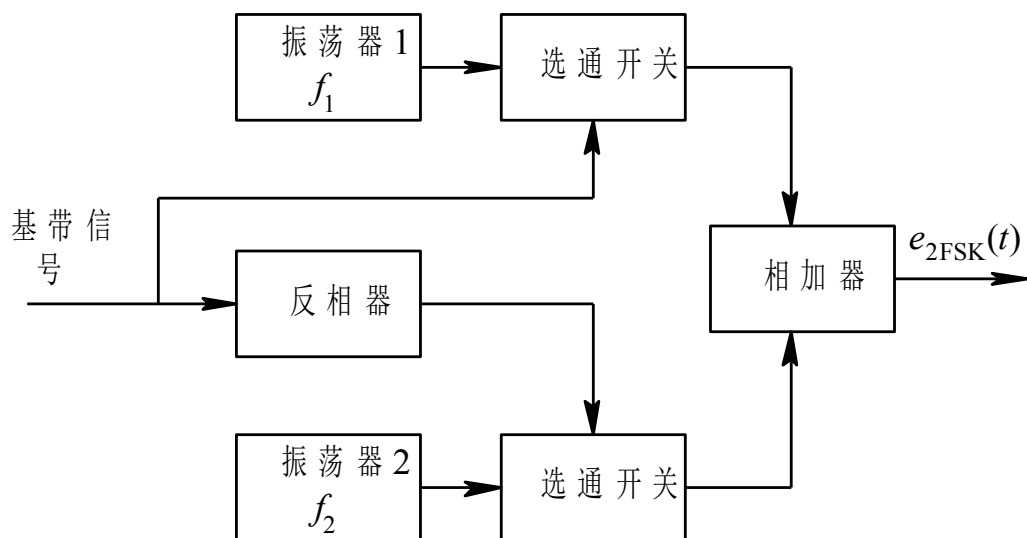 振荡器1
f₁
选通开关
基带信
号
反相器
相加器
e₂FSK(t)
振荡器2
f₂
选通开关